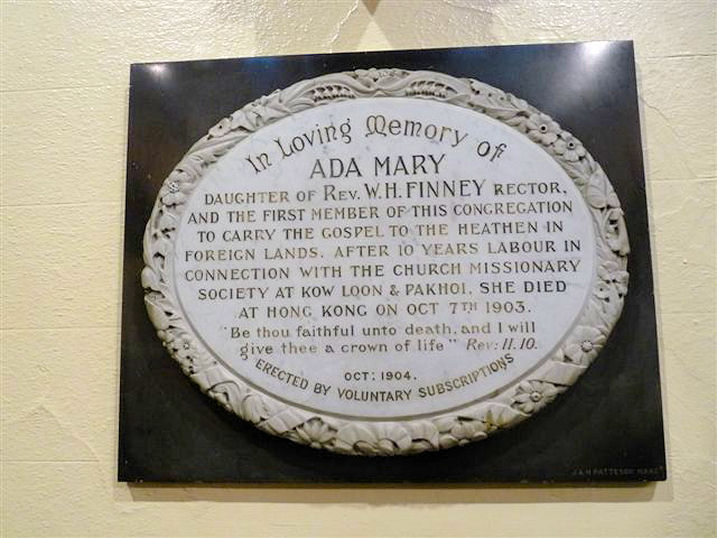 In Loving Memory of
ADA MARY
DAUGHTER OF REV. W.H. FINNEY RECTOR,
AND THE FIRST MEMBER OF THIS CONGREGATION
TO CARRY THE GOSPEL TO THE HEATHEN IN
FOREIGN LANDS. AFTER 10 YEARS LABOUR IN
CONNECTION WITH THE CHURCH MISSIONARY
SOCIETY AT KOW LOON & PAKHOI. SHE DIED
AT HONG KONG ON OCT 7TH 1903.
"Be thou faithful unto death, and I will
give thee a crown of life" Rev: 11.10.
OCT: 1904.
ERECTED BY VOLUNTARY SUBSCRIPTIONS
J & H PATTESON